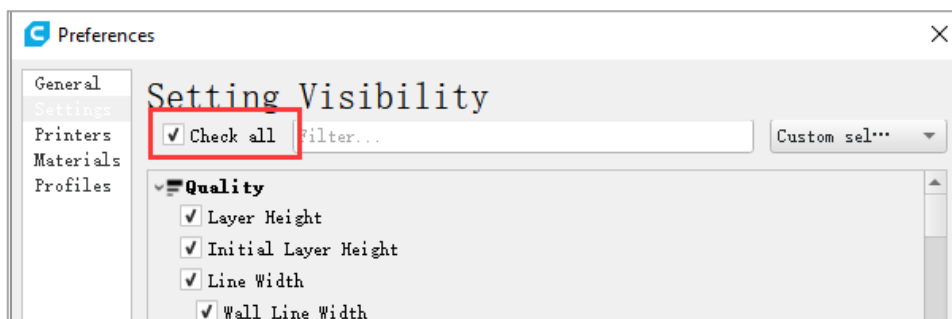 Preferences
General
Settings
Printers
Materials
Profiles
Setting Visibility
Check all
Filter...
Custom sel...
Quality
Layer Height
Initial Layer Height
Line Width
Wall Line Width